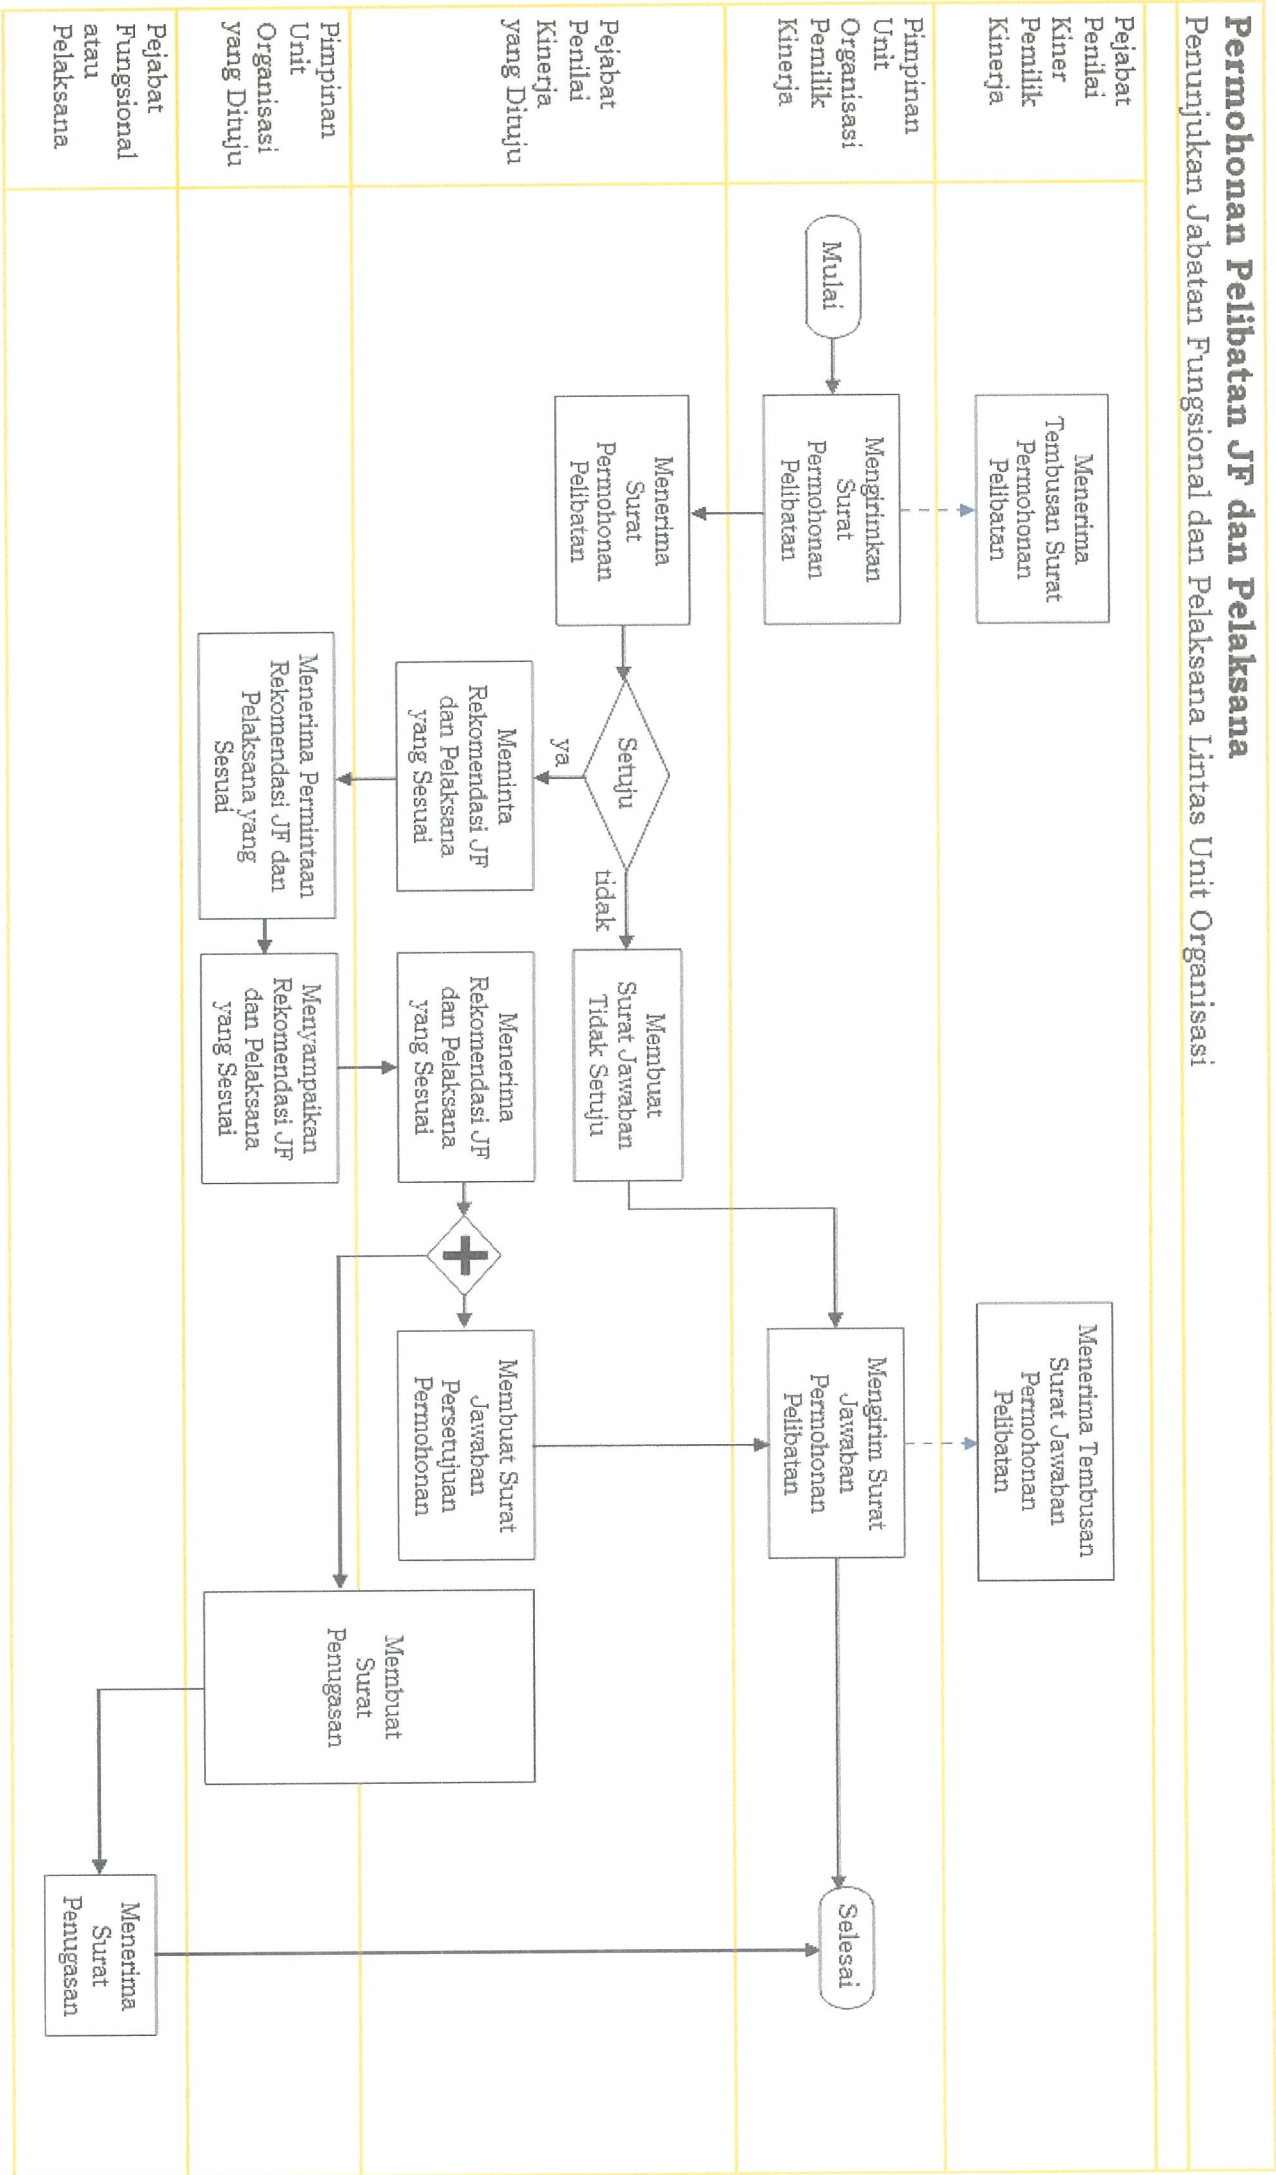 Permohonan Pelibatan JF dan Pelaksana
Penunjukan Jabatan Fungsional dan Pelaksana Lintas Unit Organisasi
Pejabat
Penilai
Kiner
Pemilik
Kinerja
Menerima
Tembusan Surat
Permohonan
Pelibatan
Menerima Tembusan
Surat Jawaban
Permohonan
Pelibatan
Pimpinan
Unit
Organisasi
Pemilik
Kinerja
Mulai
Mengirimkan
Surat
Permohonan
Pelibatan
Mengirim Surat
Jawaban
Permohonan
Pelibatan
Selesai
Pejabat
Penilai
Kinerja
yang Dituju
Menerima
Surat
Permohonan
Pelibatan
Setuju
ya
tidak
Membuat
Surat Jawaban
Tidak Setuju
Meminta
Rekomendasi JF
dan Pelaksana
yang Sesuai
Menerima
Rekomendasi JF
dan Pelaksana
yang Sesuai
Membuat Surat
Jawaban
Persetujuan
Permohonan
Membuat
Surat
Penugasan
Pimpinan
Unit
Organisasi
yang Dituju
Menerima Permintaan
Rekomendasi JF dan
Pelaksana yang
Sesuai
Menyampaikan
Rekomendasi JF
dan Pelaksana
yang Sesuai
Pejabat
Fungsional
atau
Pelaksana
Menerima
Surat
Penugasan